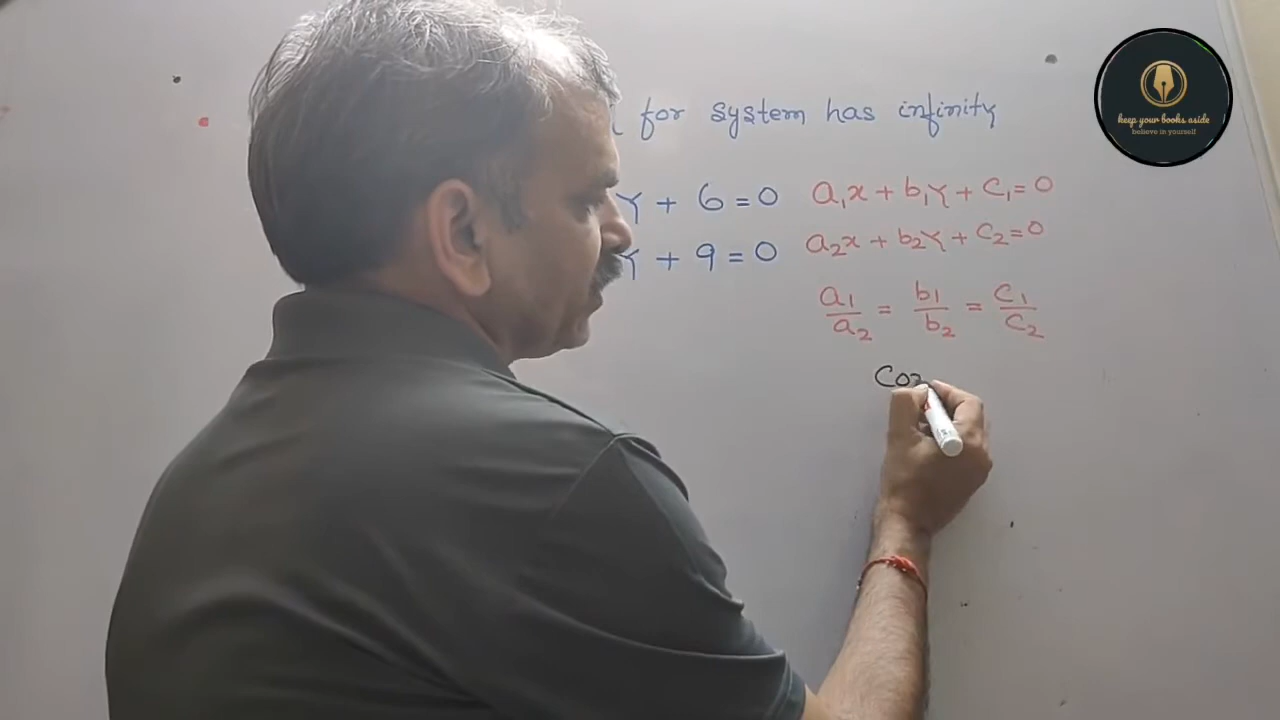 for system has infinity
Y + 6 = 0
a₁x + b₁Y + C₁ = 0
Y + 9 = 0
a₂x + b₂Y + C₂ = 0
a₁/a₂ = b₁/b₂ = C₁/C₂
keep your books aside
believe in yourself